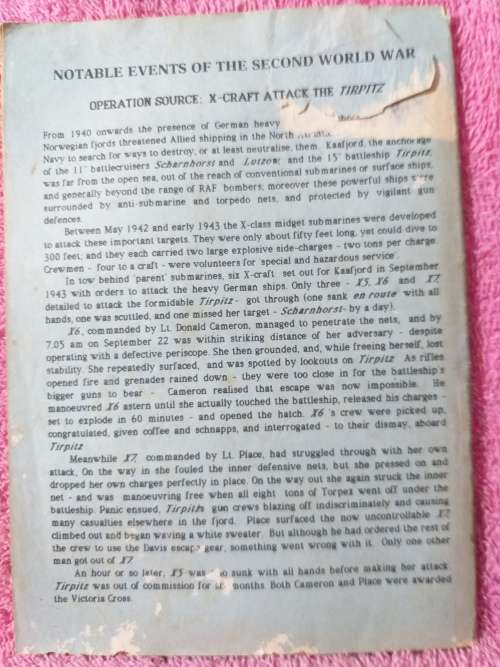 NOTABLE EVENTS OF THE SECOND WORLD WAR
OPERATION SOURCE: X-CRAFT ATTACK THE TIRPITZ
From 1940 onwards the presence of German heavy
Norwegian fjords threatened Allied shipping in the North
Navy to search for ways to destroy, or at least neutralise, them. Kaafjord, the anchorage
of the 11" battlecruisers Scharnhorst and Lutzow and the 15" battleship Tirpitz,
was far from the open sea, out of the reach of conventional submarines or surface ships,
and generally beyond the range of RAF bombers; moreover these powerful ships were
surrounded by anti-submarine and torpedo nets, and protected by vigilant gun
defences.
Between May 1942 and early 1943 the X-class midget submarines were developed
to attack these important targets. They were only about fifty feet long, yet could dive to
300 feet; and they each carried two large explosive side-charges - two tons per charge.
Crewmen - four to a craft - were volunteers for 'special and hazardous service'.
In tow behind 'parent' submarines, six X-craft set out for Kaafjord in September
1943 with orders to attack the heavy German ships. Only three - X5, X6 and X7,
detailed to attack the formidable Tirpitz - got through (one sank en route with all
hands, one was scuttled, and one missed her target - Scharnhorst - by a day).
X6, commanded by Lt. Donald Cameron, managed to penetrate the nets, and by
7.05 am on September 22 was within striking distance of her adversary - despite
operating with a defective periscope. She then grounded, and, while freeing herself, lost
stability. She repeatedly surfaced, and was spotted by lookouts on Tirpitz. As rifles
opened fire and grenades rained down - they were too close in for the battleship's
bigger guns to bear - Cameron realised that escape was now impossible. He
manoeuvred X6 astern until she actually touched the battleship, released his charges -
set to explode in 60 minutes - and opened the hatch. X6's crew were picked up,
congratulated, given coffee and schnapps, and interrogated - to their dismay, aboard
Tirpitz
Meanwhile X7, commanded by Lt. Place, had struggled through with her own
attack. On the way in she fouled the inner defensive nets, but she pressed on and
dropped her own charges perfectly in place. On the way out she again struck the inner
net - and was manoeuvring free when all eight tons of Torpex went off under the
battleship. Panic ensued, Tirpitz's gun crews blazing off indiscriminately and causing
many casualties elsewhere in the fjord. Place surfaced the now uncontrollable X7,
climbed out and began waving a white sweater. But although he had ordered the rest of
the crew to use the Davis escape gear, something went wrong with it. Only one other
man got out of X7.
An hour or so later, X5 was sunk with all hands before making her attack
Tirpitz was out of commission for months. Both Cameron and Place were awarded
the Victoria Cross.